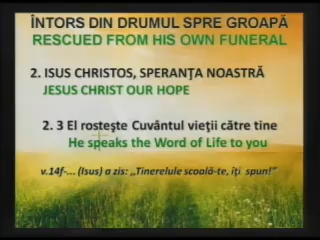 ÎNTORS DIN DRUMUL SPRE GROAPĂ
RESCUED FROM HIS OWN FUNERAL
2. ISUS CHRISTOS, SPERANŢA NOASTRĂ
JESUS CHRIST OUR HOPE
2. 3 El rosteşte Cuvântul vieţii către tine
He speaks the Word of Life to you
v.14f-... (Isus) a zis: ,,Tinerelule scoală-te, îţi spun!”